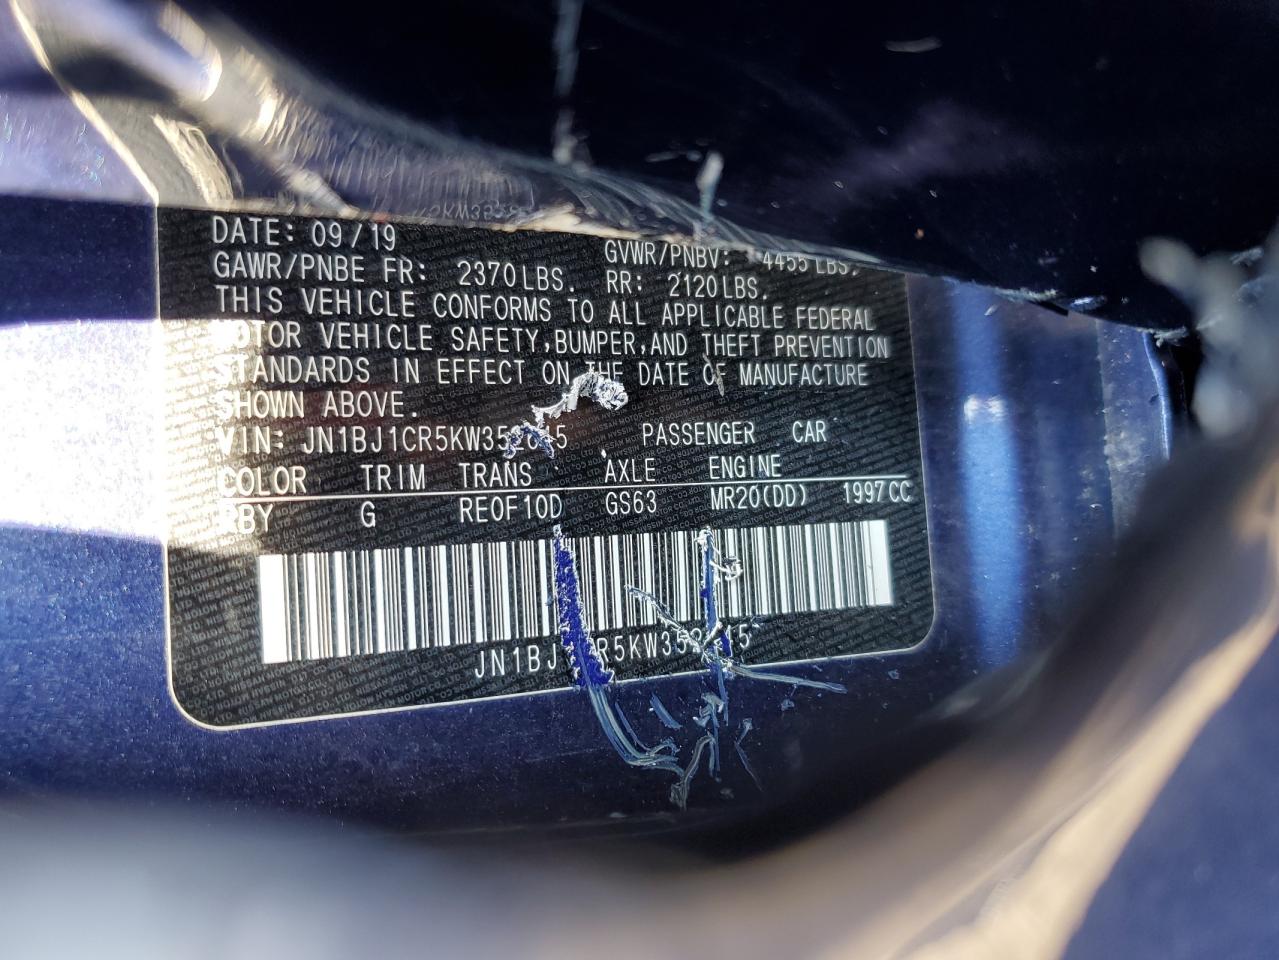 DATE: 09/19 GVWR/PNBV: 4455 LBS.
GAWR/PNBE FR: 2370 LBS. RR: 2120 LBS.
THIS VEHICLE CONFORMS TO ALL APPLICABLE FEDERAL
MOTOR VEHICLE SAFETY, BUMPER, AND THEFT PREVENTION
STANDARDS IN EFFECT ON THE DATE OF MANUFACTURE
SHOWN ABOVE.
VIN: PASSENGER CAR
COLOR TRIM TRANS AXLE ENGINE
RBY G RE0F10D GS63 MR20(DD) 1997CC